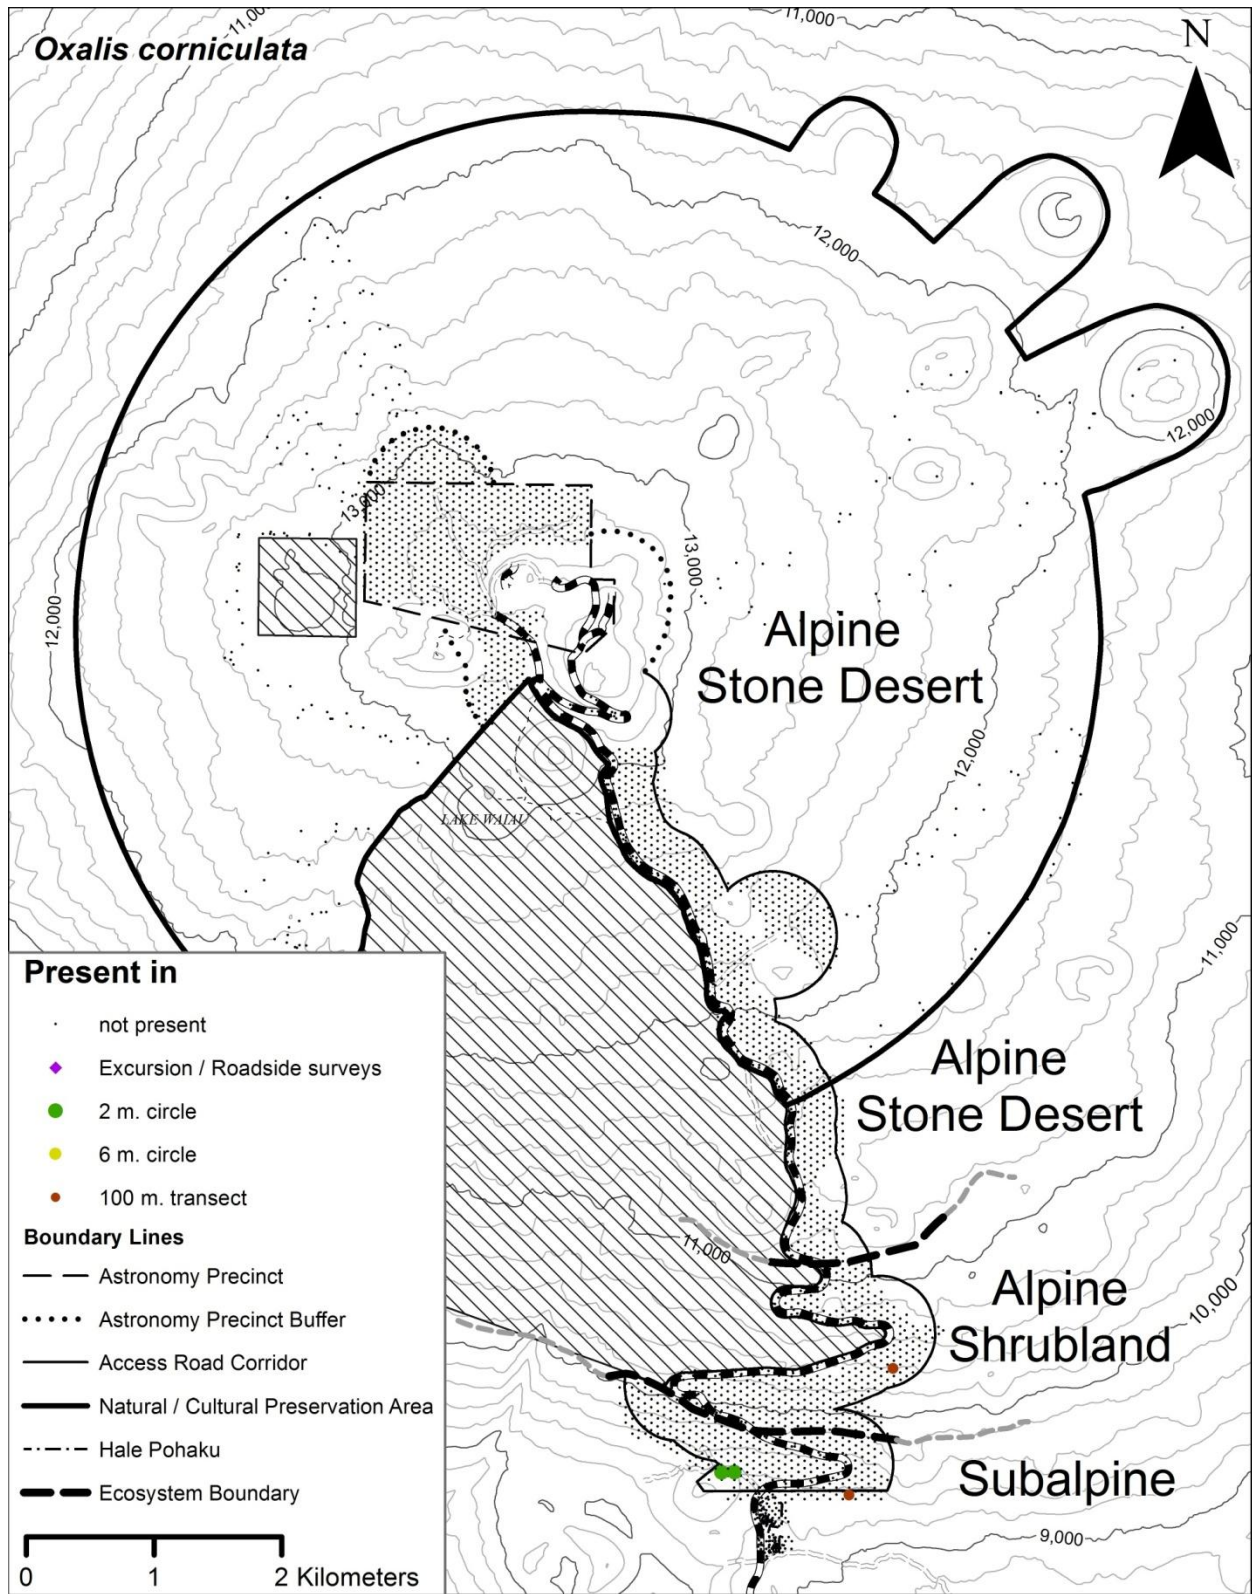 11,000
11,000
Oxalis corniculata
N
12,000
12,000
13,000
13,000
12,000
Alpine
Stone Desert
12,000
LAKE WAIAU
11,000
Present in
not present
Excursion / Roadside surveys
2 m. circle
6 m. circle
100 m. transect
Boundary Lines
Astronomy Precinct
Astronomy Precinct Buffer
Access Road Corridor
Natural / Cultural Preservation Area
Hale Pohaku
Ecosystem Boundary
0 1 2 Kilometers
Alpine
Stone Desert
11,000
Alpine
Shrubland
10,000
Subalpine
9,000